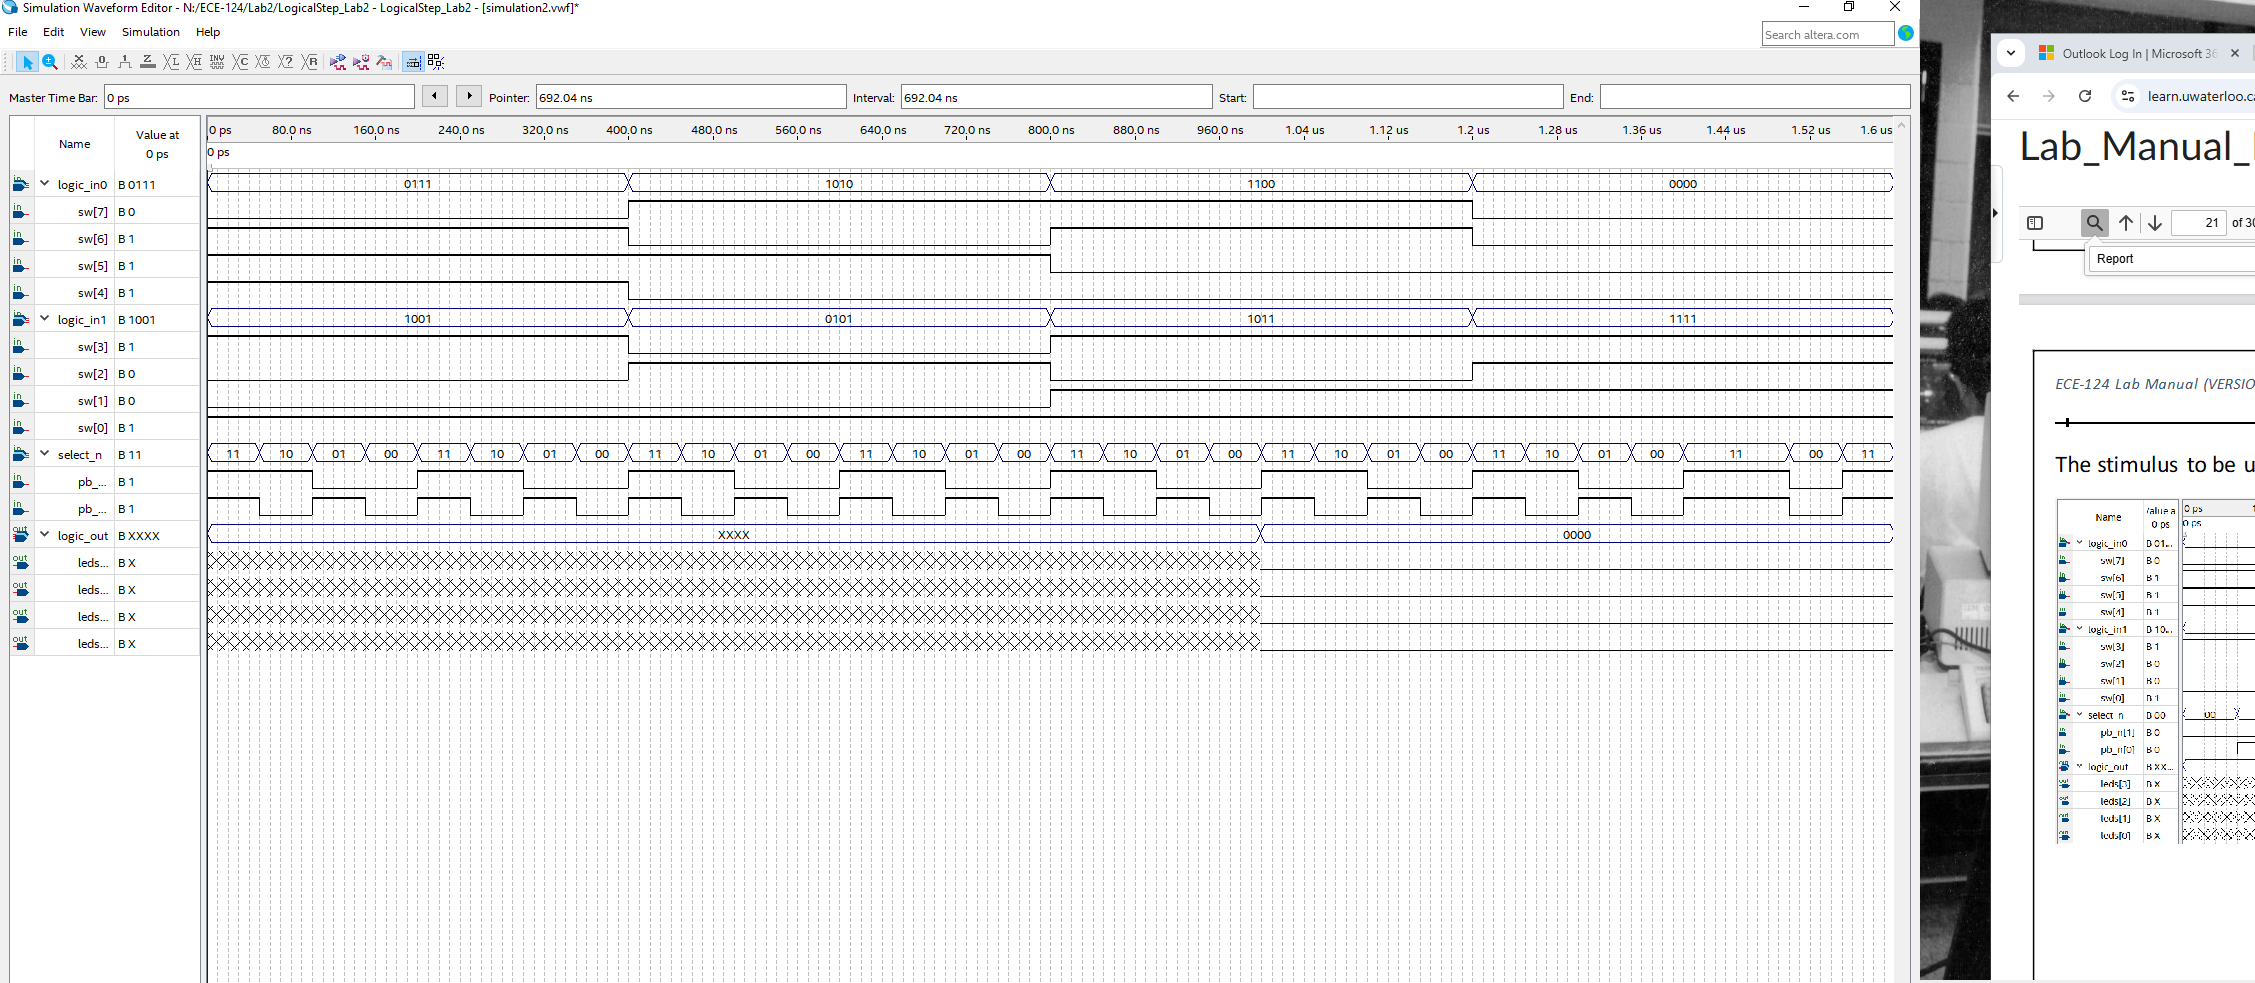 Simulation Waveform Editor - N:/ECE-124/Lab2/LogicalStep_Lab2 - LogicalStep_Lab2 - [simulation2.vwf]*
File Edit View Simulation Help
Search altera.com
Master Time Bar: 0 ps Pointer: 692.04 ns Interval: 692.04 ns Start: End:
Name
Value at
0 ps
0 ps 80.0 ns 160.0 ns 240.0 ns 320.0 ns 400.0 ns 480.0 ns 560.0 ns 640.0 ns 720.0 ns 800.0 ns 880.0 ns 960.0 ns 1.04 us 1.12 us 1.2 us 1.28 us 1.36 us 1.44 us 1.52 us 1.6 us
0 ps
logic_in0 B 0111 0111 1010 1100 0000
sw[7] B 0
sw[6] B 1
sw[5] B 1
sw[4] B 1
logic_in1 B 1001 1001 0101 1011 1111
sw[3] B 1
sw[2] B 0
sw[1] B 0
sw[0] B 1
select_n B 11 11 10 01 00 11 10 01 00 11 10 01 00 11 10 01 00 11 10 01 00 11 10 01 00 11 10 01 00 11 00 11
pb_... B 1
pb_... B 1
logic_out B XXXX XXXX 0000
leds... B X
leds... B X
leds... B X
leds... B X
Outlook Log In | Microsoft 36
learn.uwaterloo.c
Lab_Manual_
21 of 30
Report
ECE-124 Lab Manual (VERSIO
The stimulus to be u
Name
0 ps
0 ps
0 ps
logic_in0 B 01...
sw[7] B 0
sw[6] B 1
sw[5] B 1
sw[4] B 1
logic_in1 B 10...
sw[3] B 1
sw[2] B 0
sw[1] B 0
sw[0] B 1
select_n B 00 00
pb_n[1] B 0
pb_n[0] B 0
logic_out B XX...
leds[3] B X
leds[2] B X
leds[1] B X
leds[0] B X